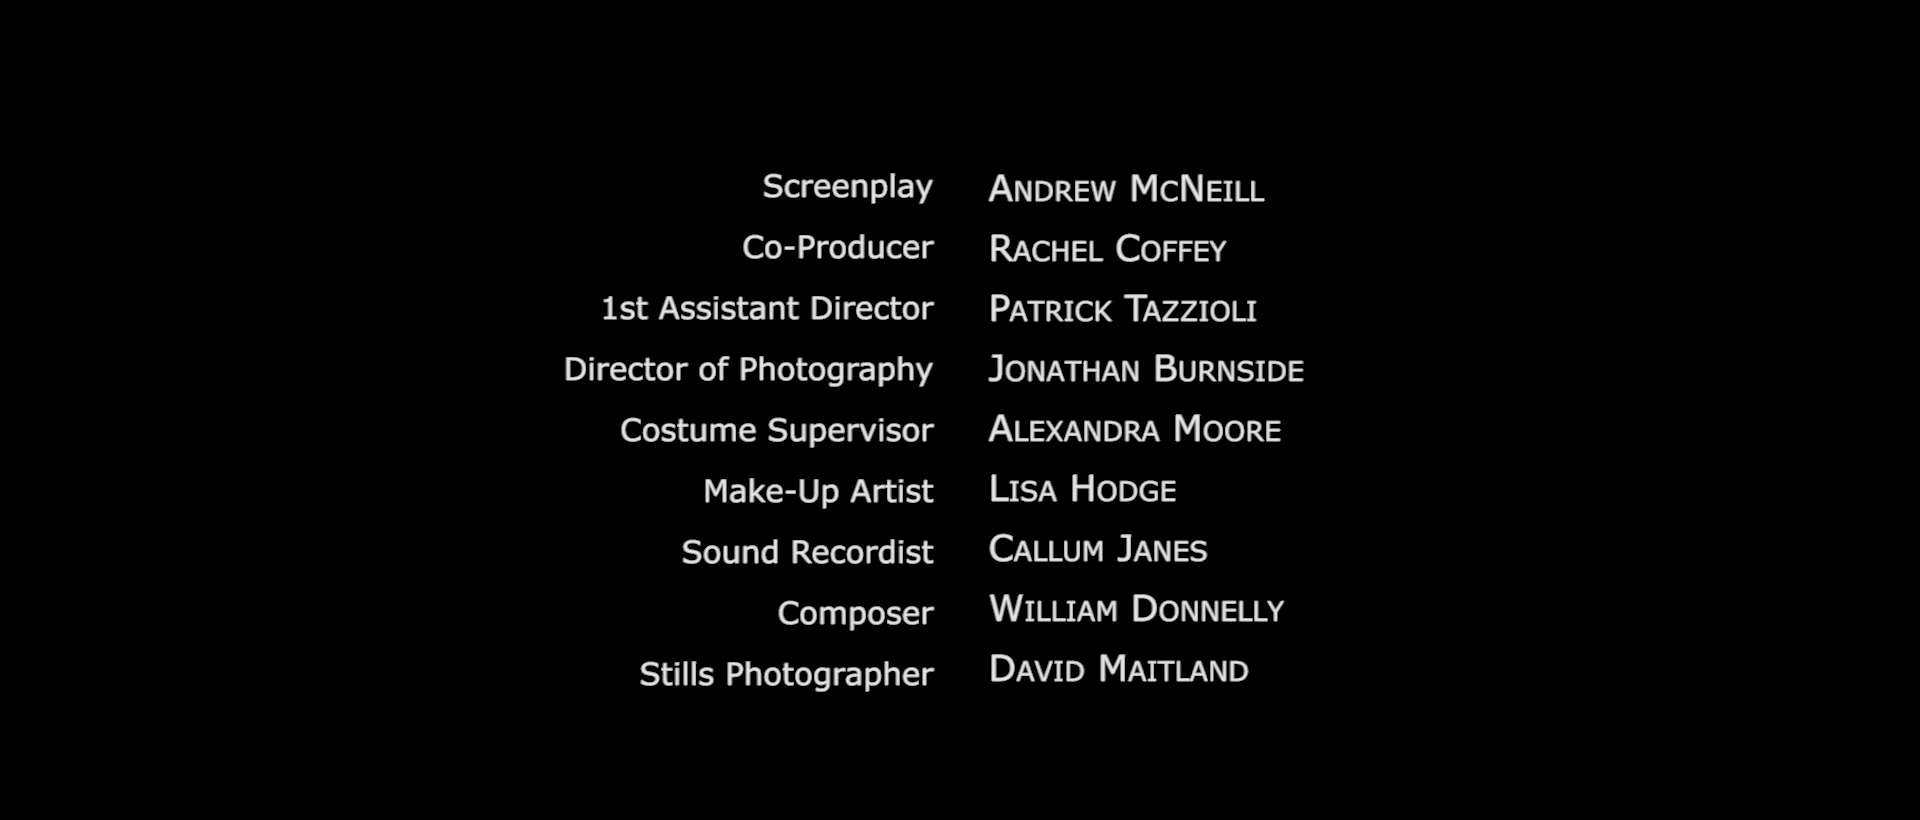 Screenplay ANDREW MCNEILL
Co-Producer RACHEL COFFEY
1st Assistant Director PATRICK TAZZIOLI
Director of Photography JONATHAN BURNSIDE
Costume Supervisor ALEXANDRA MOORE
Make-Up Artist LISA HODGE
Sound Recordist CALLUM JANES
Composer WILLIAM DONNELLY
Stills Photographer DAVID MAITLAND